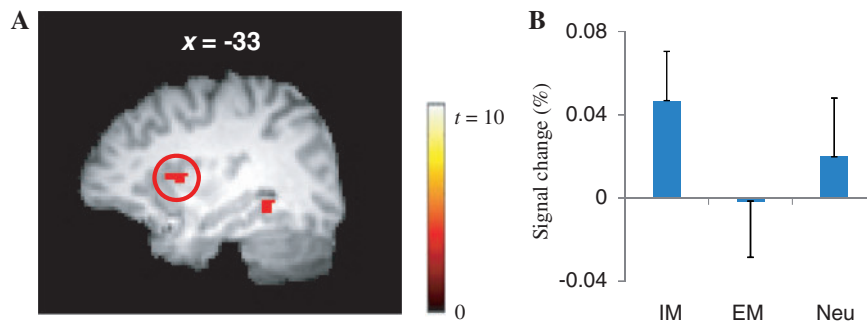 A
x = -33
t = 10
0
B
Signal change (%)
0.08
0.04
0
-0.04
IM EM Neu